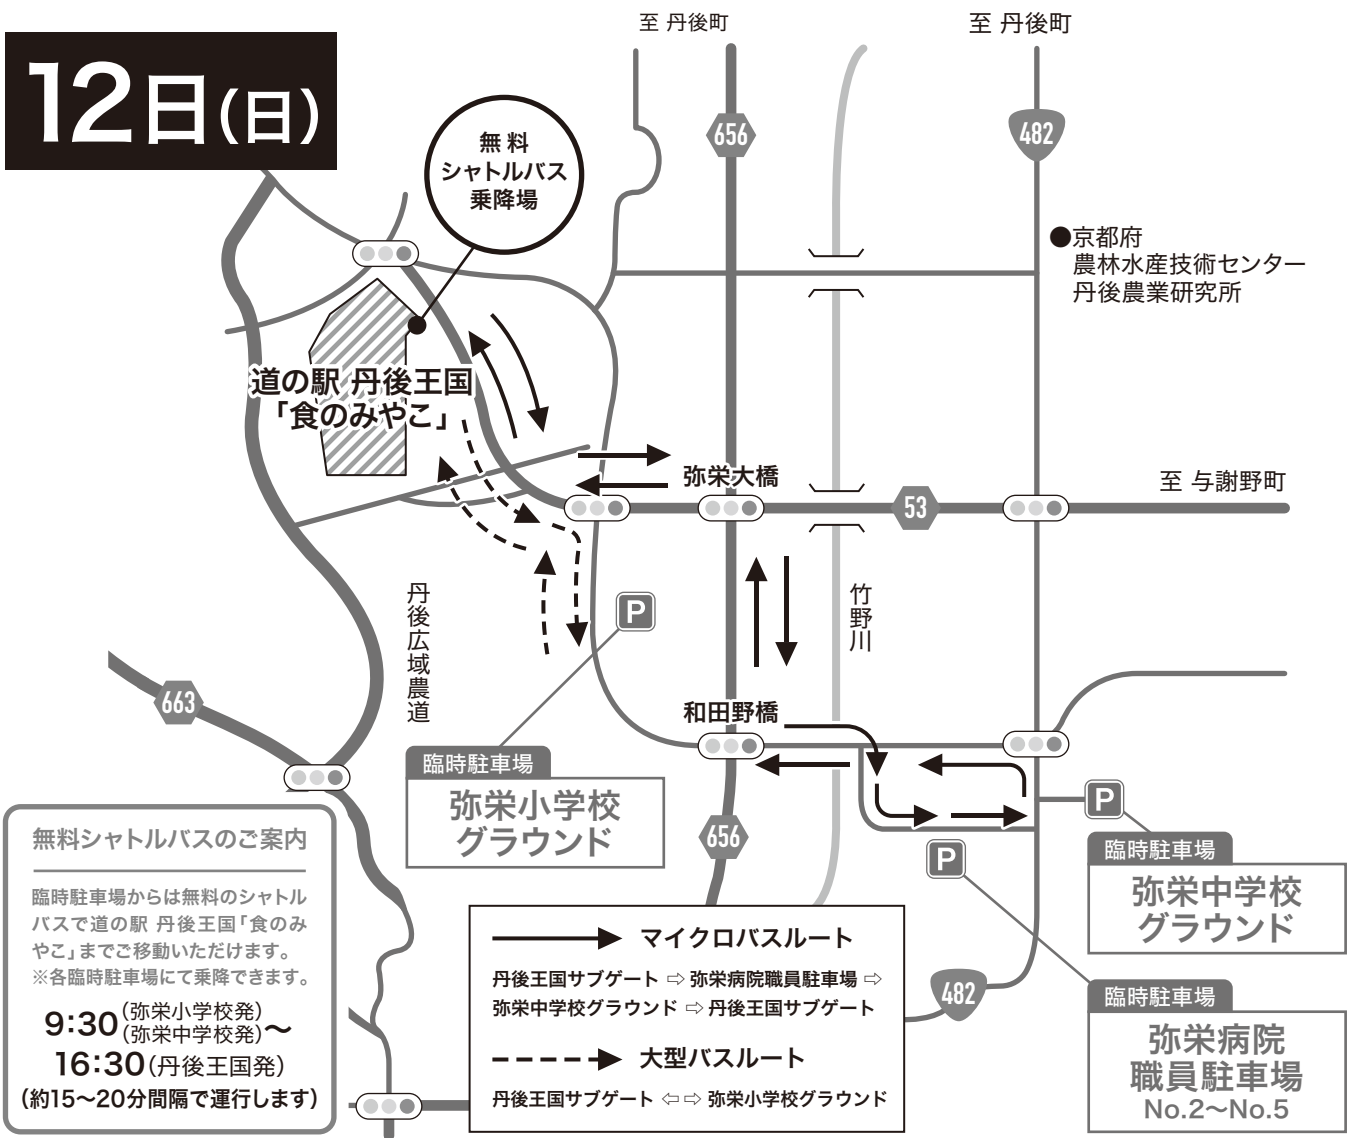 12日(日)
至 丹後町
至 丹後町
656
482
無料
シャトルバス
乗降場
●京都府
農林水産技術センター
丹後農業研究所
道の駅 丹後王国
「食のみやこ」
弥栄大橋
53
至 与謝野町
丹後広域農道
P
竹野川
663
和田野橋
臨時駐車場
弥栄小学校
グラウンド
656
P
P
臨時駐車場
弥栄中学校
グラウンド
482
臨時駐車場
弥栄病院
職員駐車場
No.2〜No.5
無料シャトルバスのご案内
臨時駐車場からは無料のシャトル
バスで道の駅 丹後王国「食のみ
やこ」までご移動いただけます。
※各臨時駐車場にて乗降できます。
9:30(弥栄小学校発)
(弥栄中学校発)〜
16:30(丹後王国発)
(約15〜20分間隔で運行します)
マイクロバスルート
丹後王国サブゲート ⇨ 弥栄病院職員駐車場 ⇨
弥栄中学校グラウンド ⇨ 丹後王国サブゲート
大型バスルート
丹後王国サブゲート ⇦⇨ 弥栄小学校グラウンド